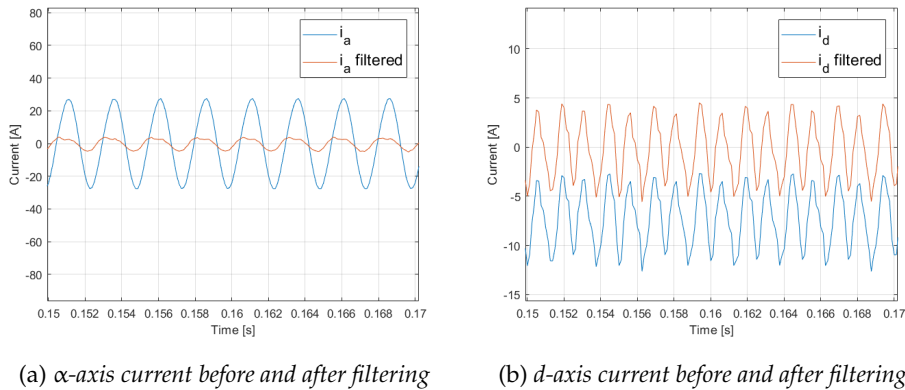 80
60
40
20
0
-20
-40
-60
-80
Current [A]
0.15 0.152 0.154 0.156 0.158 0.16 0.162 0.164 0.166 0.168 0.17
Time [s]
i_a
i_a filtered
10
5
0
-5
-10
-15
Current [A]
0.15 0.152 0.154 0.156 0.158 0.16 0.162 0.164 0.166 0.168 0.17
Time [s]
i_d
i_d filtered
(a) α-axis current before and after filtering
(b) d-axis current before and after filtering